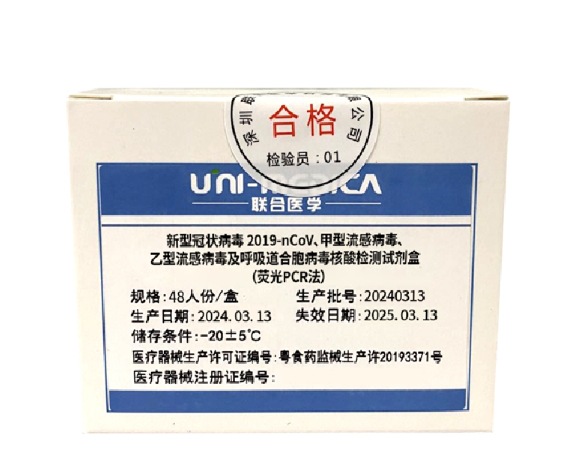 深圳
公司
合格
检验员：01
UNI-MEDICA
联合医学
新型冠状病毒 2019-nCoV、甲型流感病毒、
乙型流感病毒及呼吸道合胞病毒核酸检测试剂盒
(荧光PCR法)
规格：48人份/盒 生产批号：20240313
生产日期：2024.03.13 失效日期：2025.03.13
储存条件：-20±5℃
医疗器械生产许可证编号：粤食药监械生产许20193371号
医疗器械注册证编号：